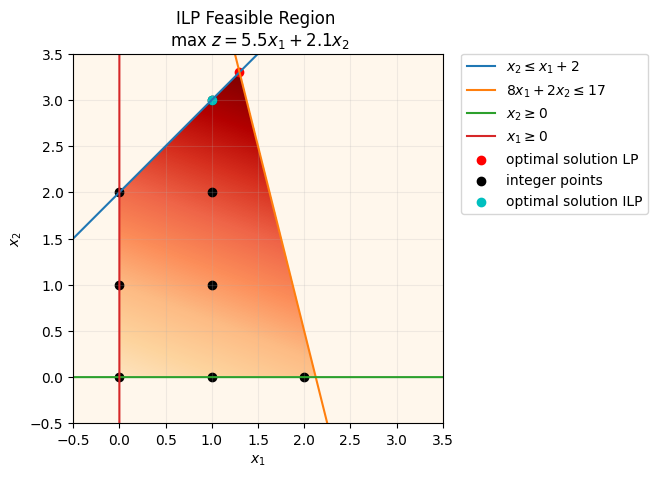 ILP Feasible Region
max z = 5.5x₁ + 2.1x₂
x₂ ≤ x₁ + 2
8x₁ + 2x₂ ≤ 17
x₂ ≥ 0
x₁ ≥ 0
optimal solution LP
integer points
optimal solution ILP
3.5
3.0
2.5
2.0
1.5
1.0
0.5
0.0
−0.5
x₂
−0.5 0.0 0.5 1.0 1.5 2.0 2.5 3.0 3.5
x₁